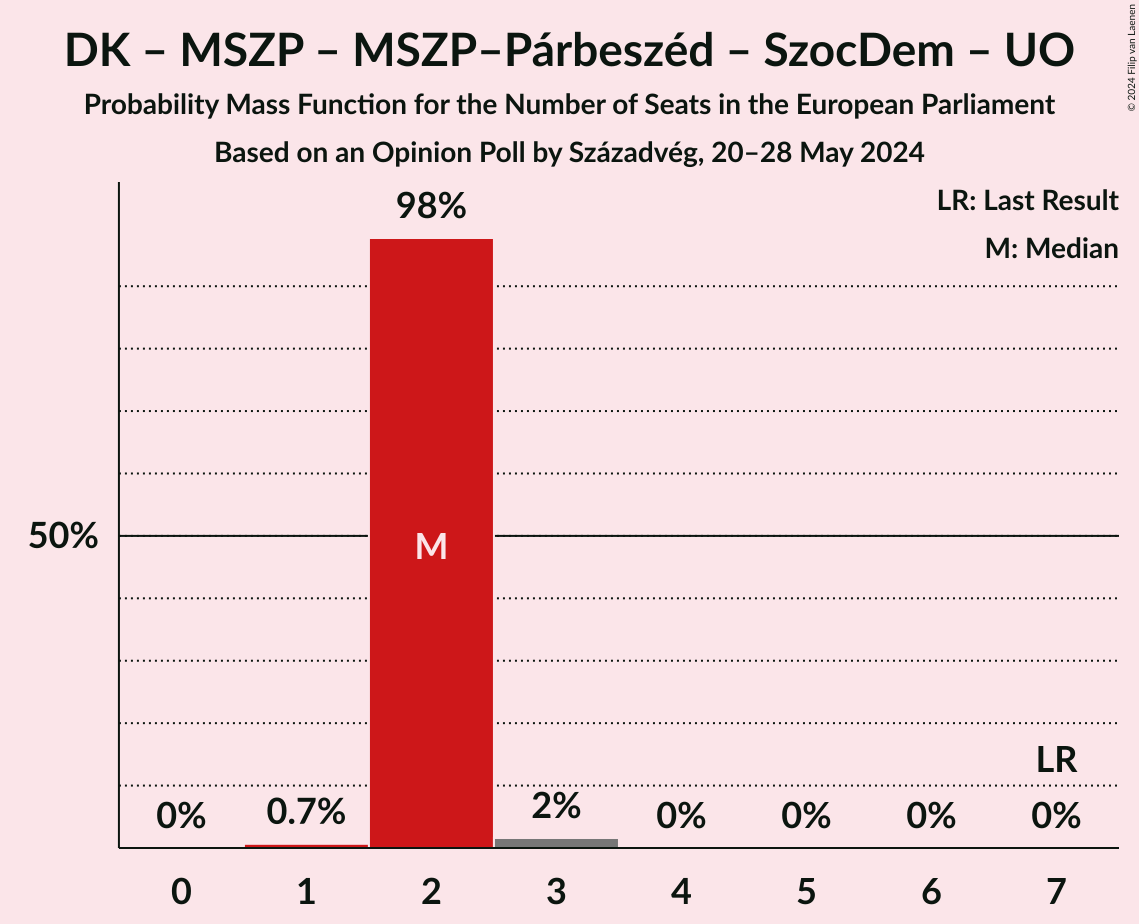 DK – MSZP – MSZP–Párbeszéd – SzocDem – UO
Probability Mass Function for the Number of Seats in the European Parliament
Based on an Opinion Poll by Századvég, 20–28 May 2024
© 2024 Filip van Laenen
LR: Last Result
M: Median
98%
50%
M
LR
0%
0.7%
2%
0%
0%
0%
0%
0
1
2
3
4
5
6
7